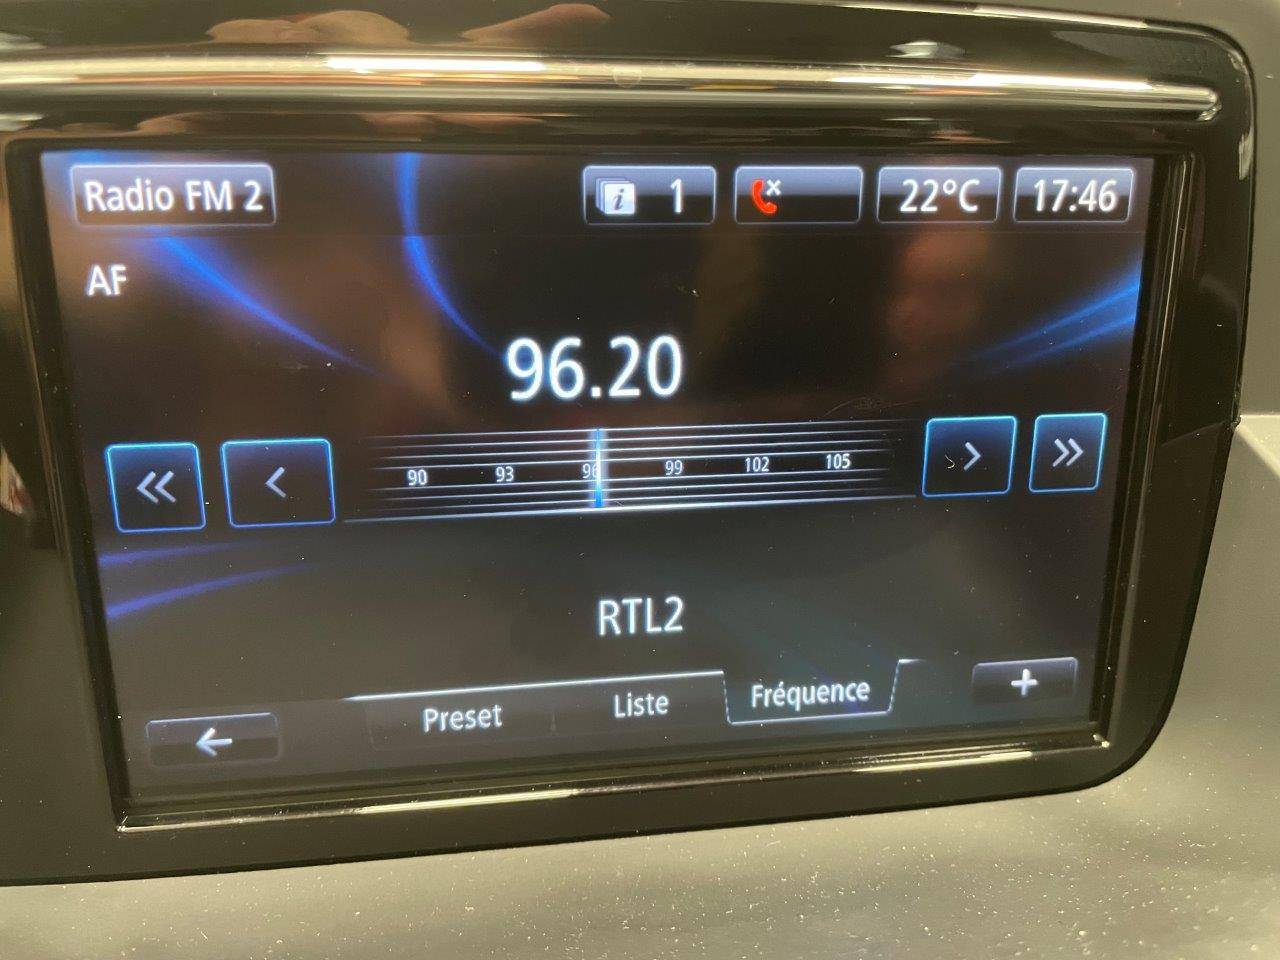 Radio FM 2
i 1
22°C
17:46
AF
96.20
90 93 96 99 102 105
RTL2
Preset
Liste
Fréquence